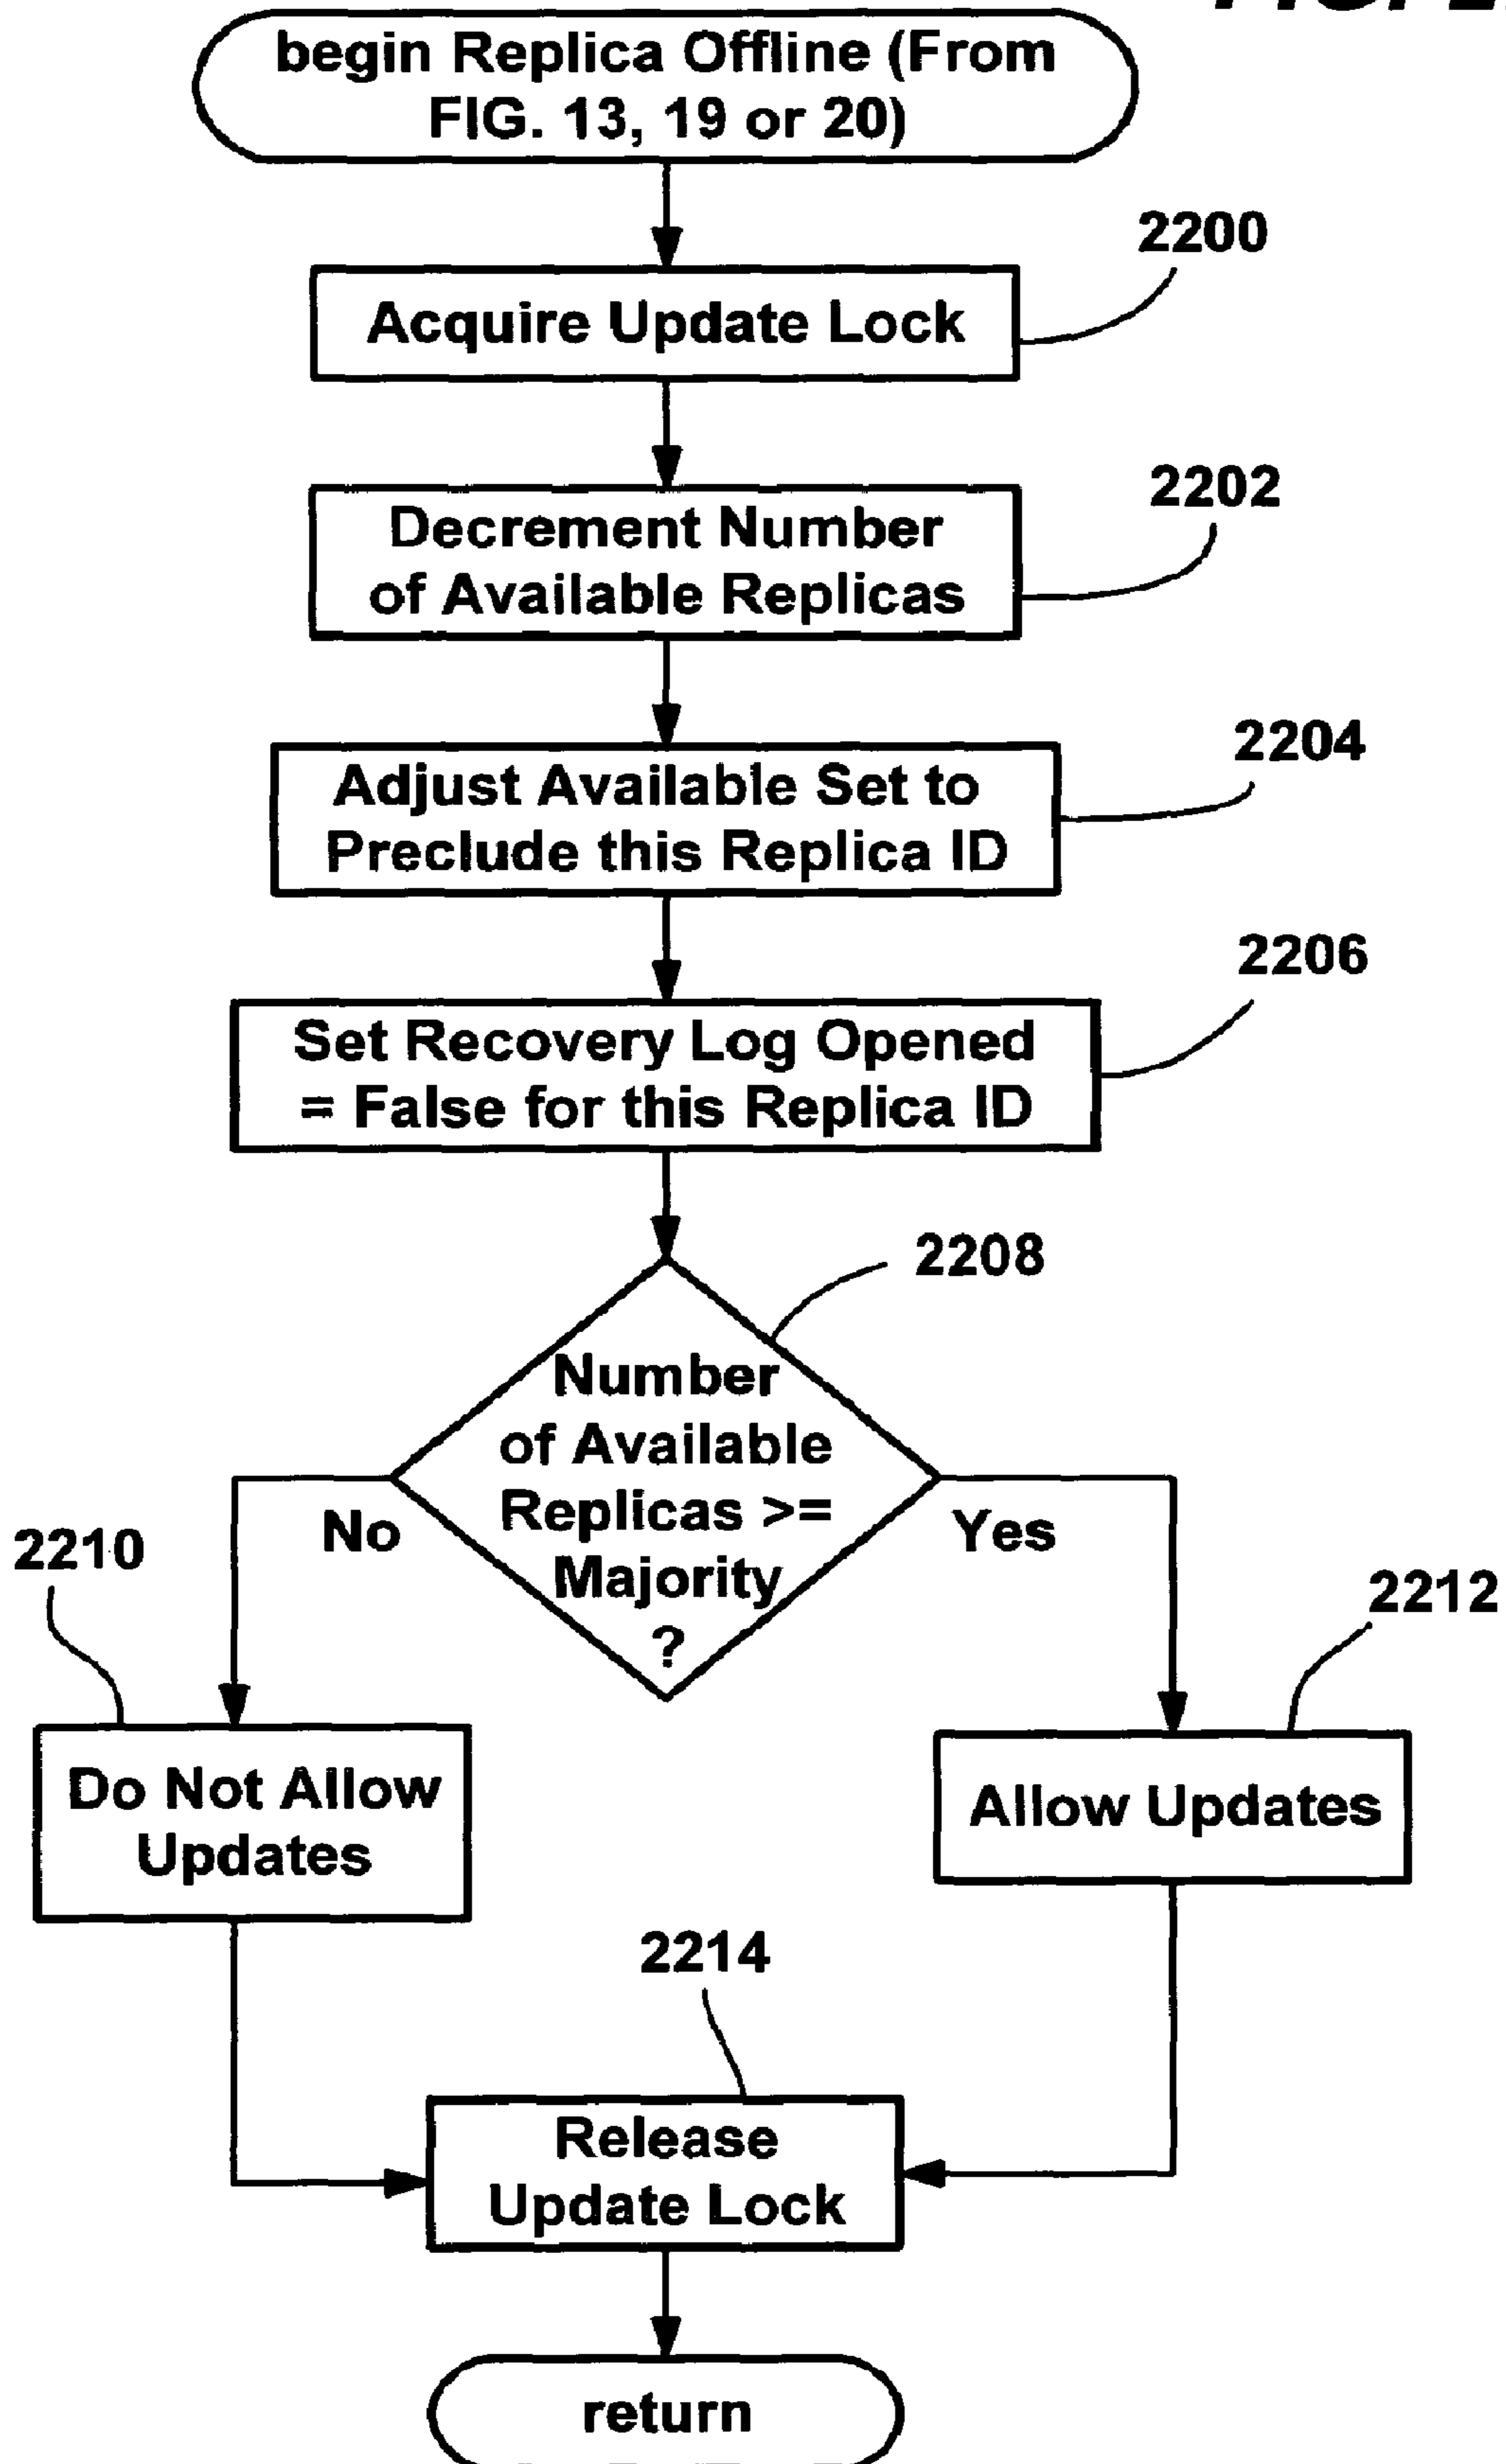 begin Replica Offline (From
FIG. 13, 19 or 20)
2200
Acquire Update Lock
2202
Decrement Number
of Available Replicas
2204
Adjust Available Set to
Preclude this Replica ID
2206
Set Recovery Log Opened
= False for this Replica ID
2208
Number
of Available
Replicas >=
Majority
?
No
Yes
2210
2212
Do Not Allow
Updates
Allow Updates
2214
Release
Update Lock
return